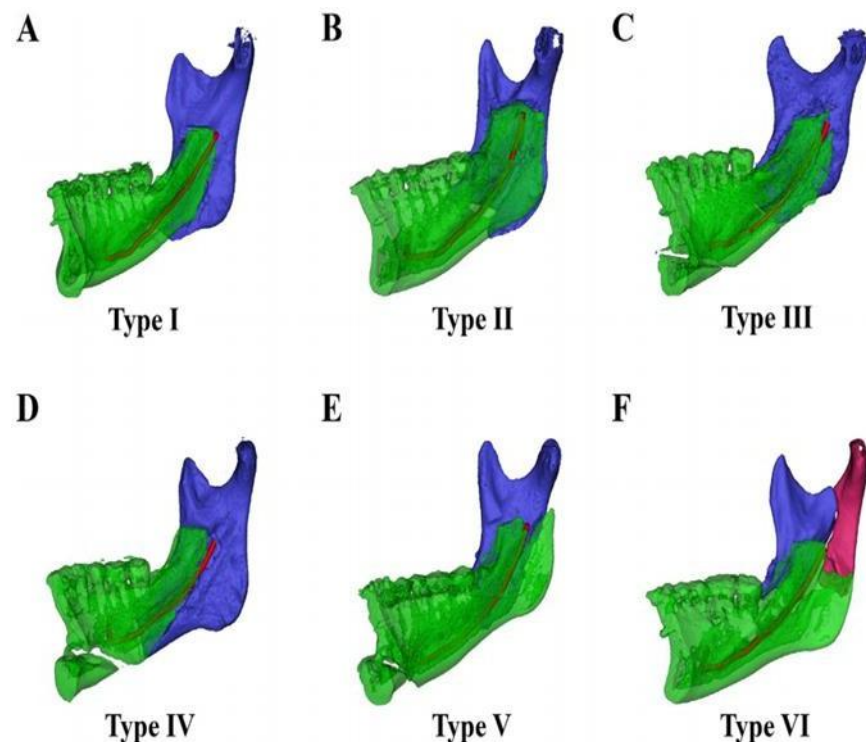 A
B
C
Type I
Type II
Type III
D
E
F
Type IV
Type V
Type VI